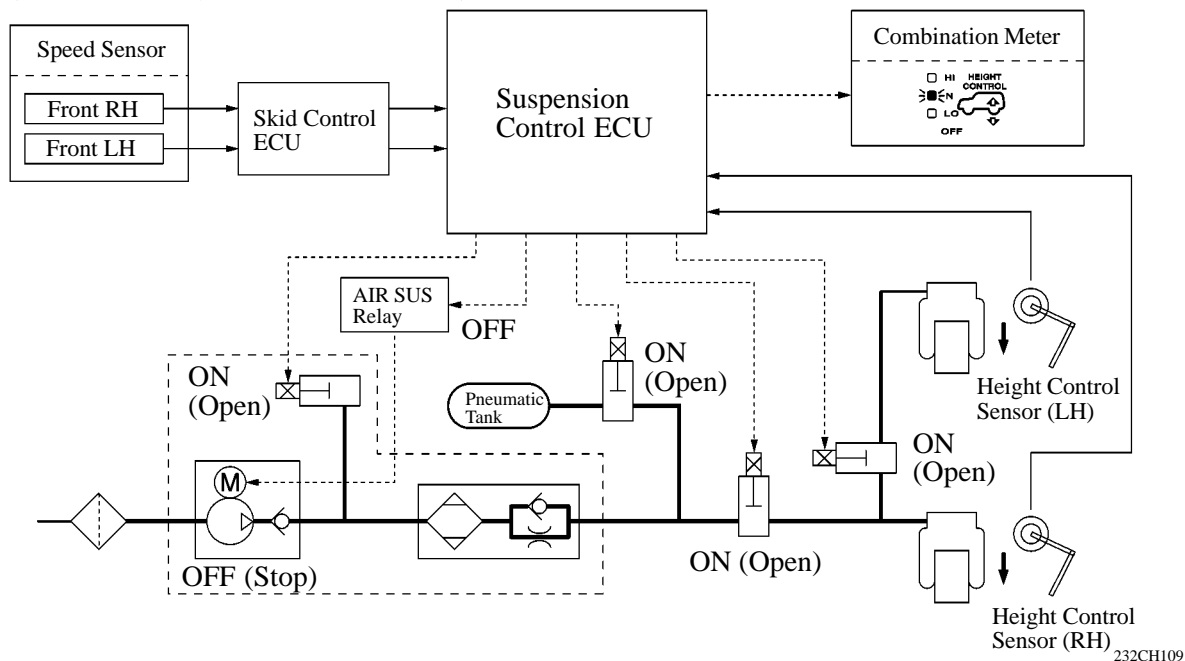 Speed Sensor
Front RH
Front LH
Skid Control
ECU
Suspension
Control ECU
Combination Meter
HI HEIGHT
CONTROL
N
LO
OFF
AIR SUS
Relay
OFF
ON
(Open)
Pneumatic
Tank
ON
(Open)
ON
(Open)
Height Control
Sensor (LH)
M
OFF (Stop)
ON (Open)
Height Control
Sensor (RH)
232CH109